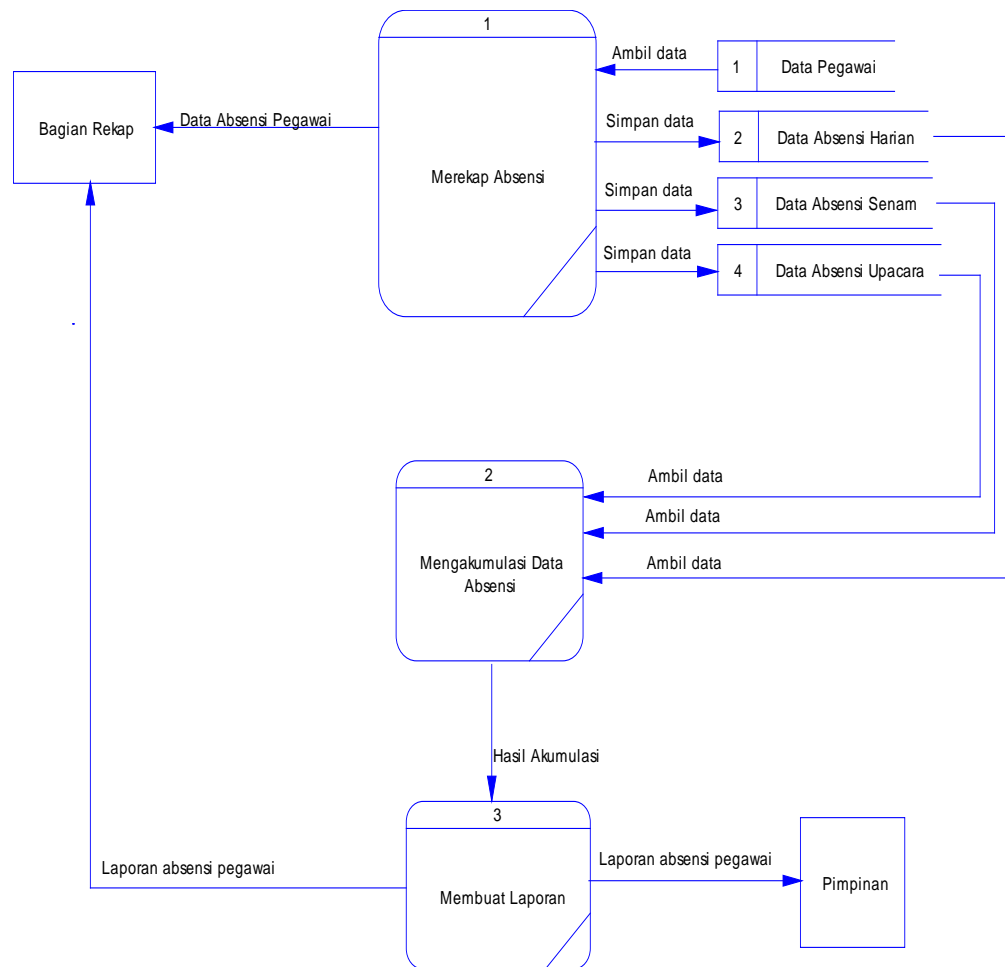 1
Merekap Absensi
Ambil data
1 Data Pegawai
Bagian Rekap
Data Absensi Pegawai
Simpan data
2 Data Absensi Harian
Simpan data
3 Data Absensi Senam
Simpan data
4 Data Absensi Upacara
2
Mengakumulasi Data
Absensi
Ambil data
Ambil data
Ambil data
Hasil Akumulasi
3
Membuat Laporan
Laporan absensi pegawai
Laporan absensi pegawai
Pimpinan